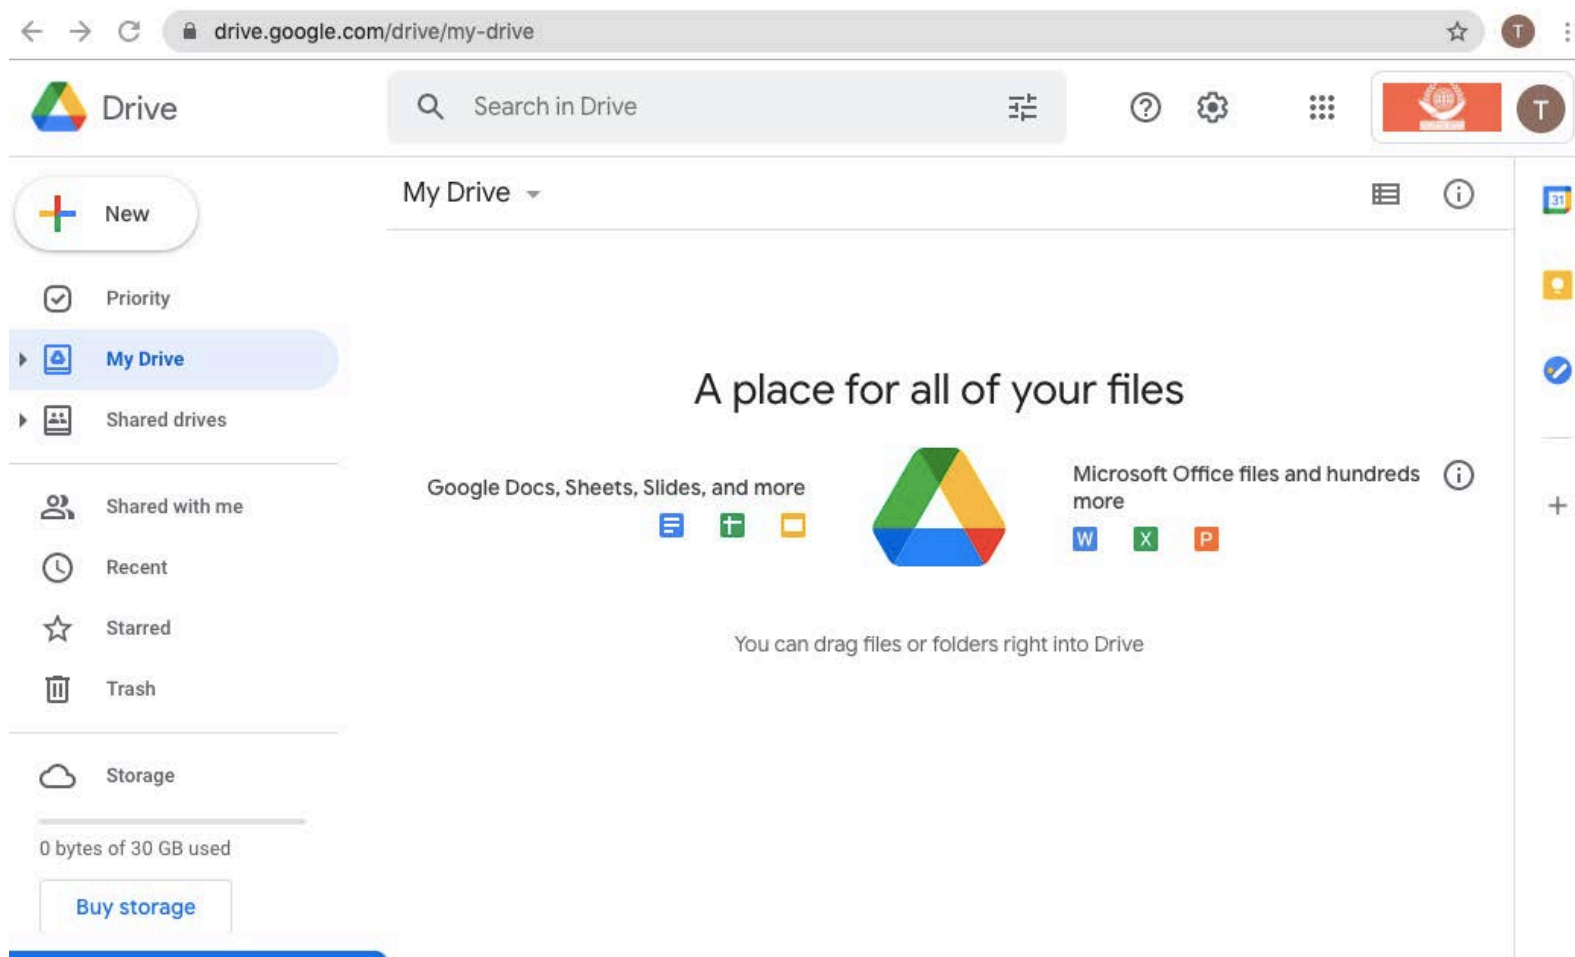 drive.google.com/drive/my-drive
T
Drive
Search in Drive
T
New
My Drive
31
Priority
My Drive
Shared drives
A place for all of your files
Google Docs, Sheets, Slides, and more
Microsoft Office files and hundreds
more
W X P
Shared with me
Recent
Starred
You can drag files or folders right into Drive
Trash
Storage
0 bytes of 30 GB used
Buy storage